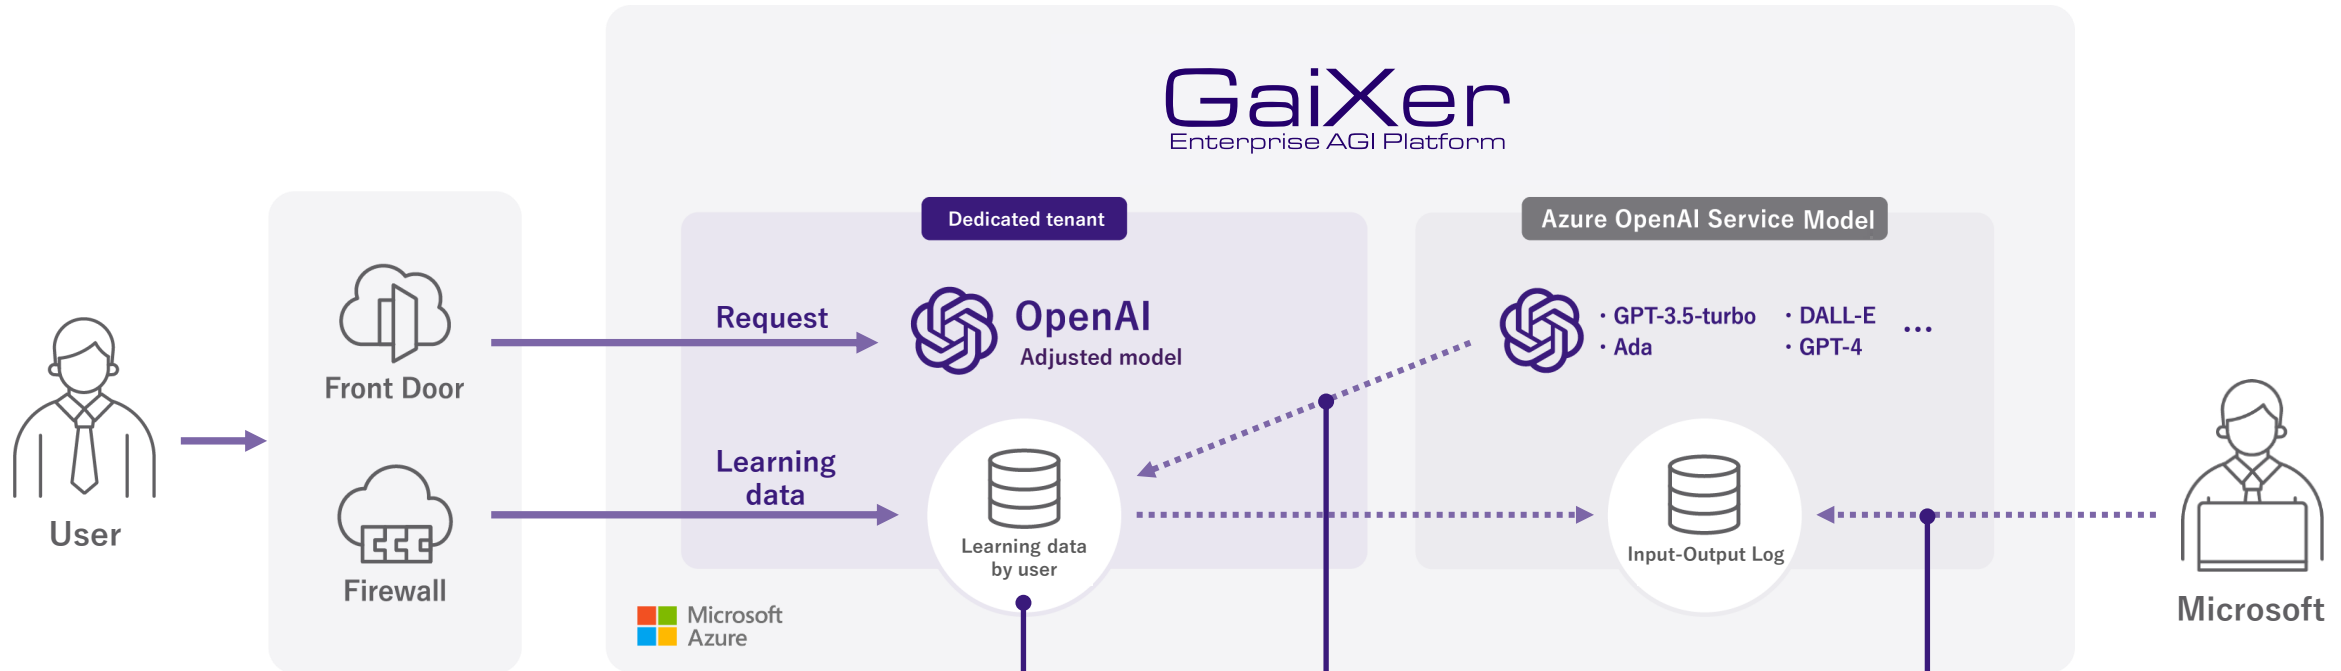 GaiXer
Enterprise AGI Platform
Dedicated tenant
Azure OpenAI Service Model
Request
OpenAI
Adjusted model
・GPT-3.5-turbo
・DALL-E
・Ada
・GPT-4
...
Front Door
Learning
data
Learning data
by user
Input-Output Log
User
Firewall
Microsoft
Azure
Microsoft